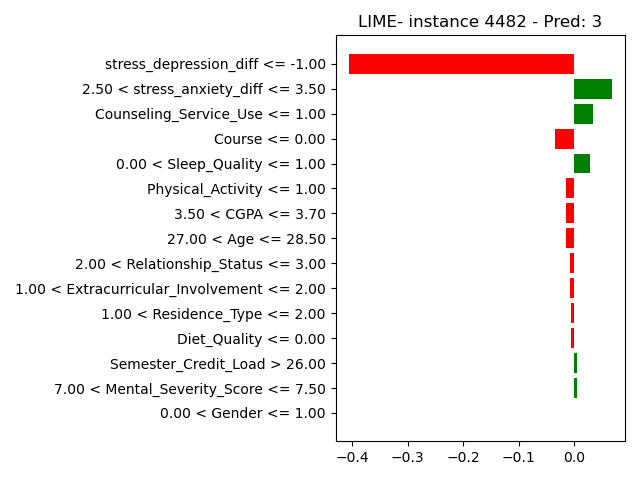 LIME- instance 4482 - Pred: 3
stress_depression_diff <= -1.00
2.50 < stress_anxiety_diff <= 3.50
Counseling_Service_Use <= 1.00
Course <= 0.00
0.00 < Sleep_Quality <= 1.00
Physical_Activity <= 1.00
3.50 < CGPA <= 3.70
27.00 < Age <= 28.50
2.00 < Relationship_Status <= 3.00
1.00 < Extracurricular_Involvement <= 2.00
1.00 < Residence_Type <= 2.00
Diet_Quality <= 0.00
Semester_Credit_Load > 26.00
7.00 < Mental_Severity_Score <= 7.50
0.00 < Gender <= 1.00
−0.4 −0.3 −0.2 −0.1 0.0